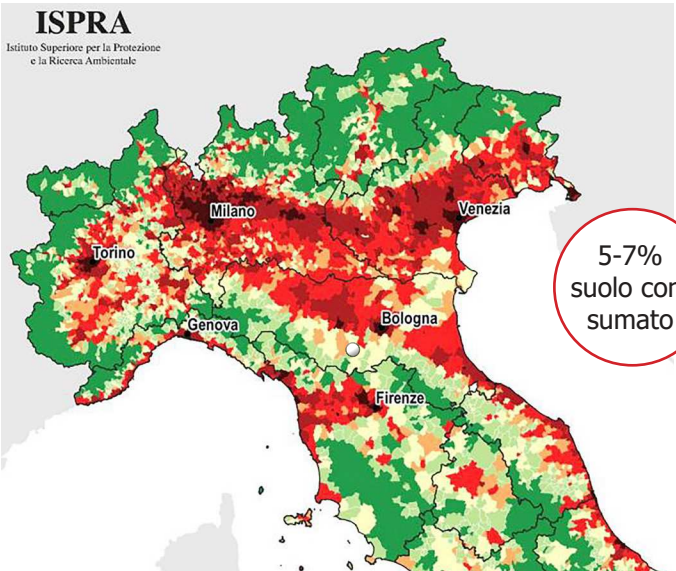 ISPRA
Istituto Superiore per la Protezione
e la Ricerca Ambientale
Milano
Venezia
Torino
5-7%
suolo con
sumato
Genova
Bologna
Firenze